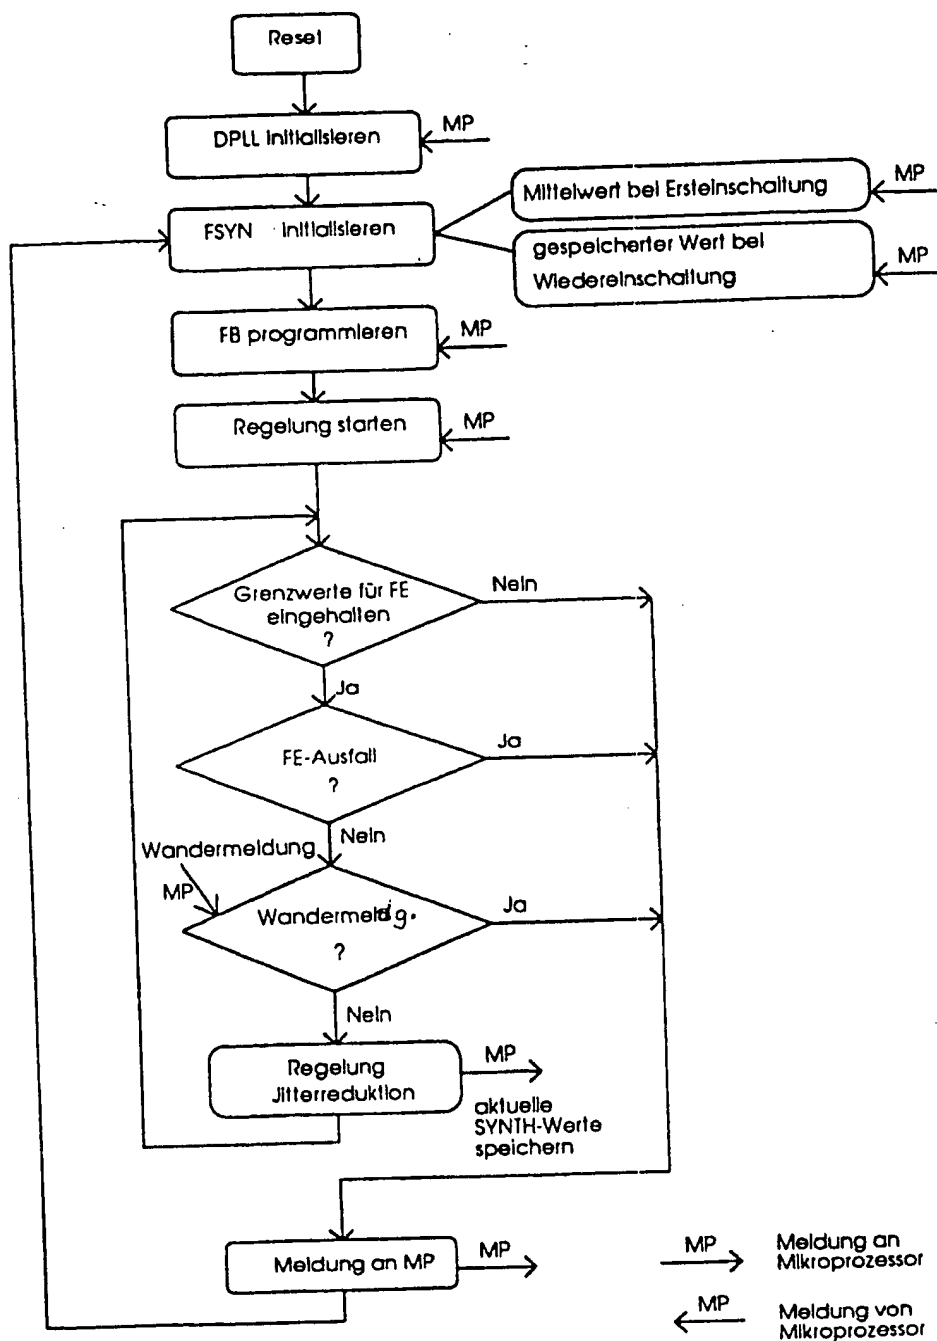 Reset
DPLL initialisieren
MP
FSYN initialisieren
Mittelwert bei Ersteinschaltung
MP
gespeicherter Wert bei
Wiedereinschaltung
MP
FB programmieren
MP
Regelung starten
MP
Grenzwerte für FE
eingehalten
?
Nein
Ja
FE-Ausfall
?
Ja
Nein
Wandermeldung
MP
Wandermeldg.
?
Ja
Nein
Regelung
Jitterreduktion
MP
aktuelle
SYNTH-Werte
speichern
Meldung an MP
MP
MP
Meldung an
Mikroprozessor
MP
Meldung von
Mikroprozessor